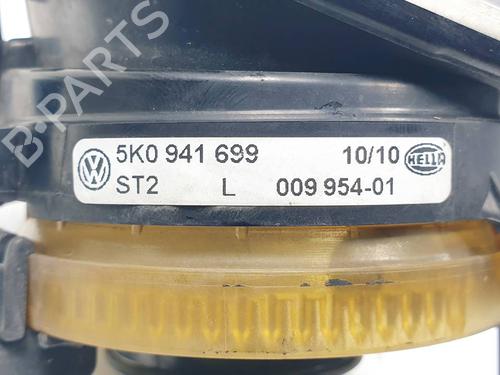 B-PARTS
5K0 941 699 10/10 HELLA
ST2 L 009 954-01